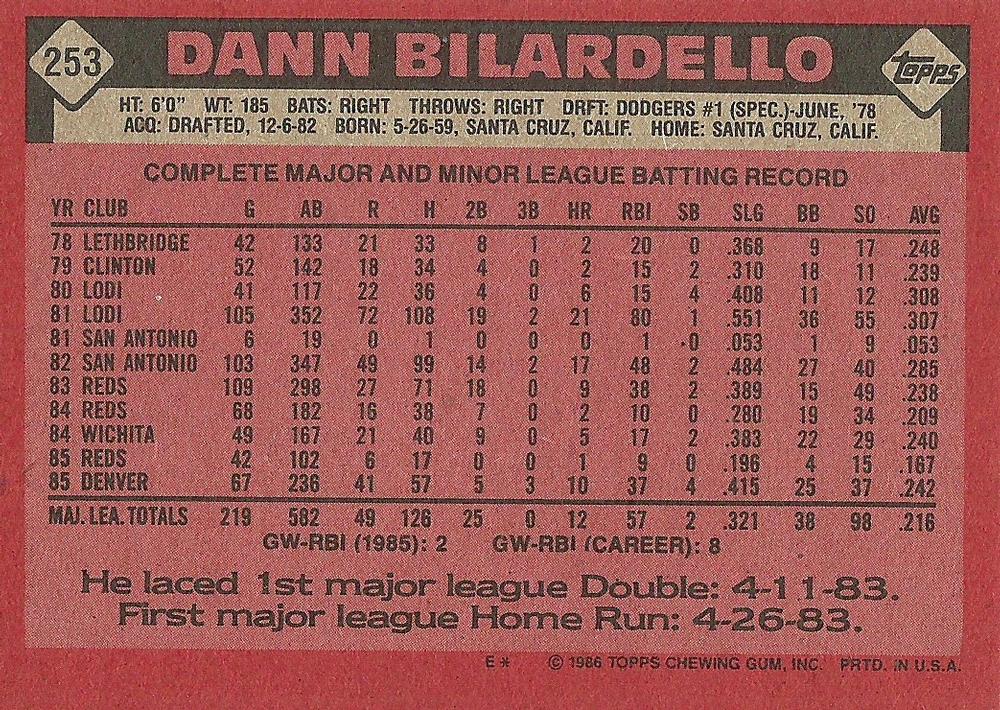 253 DANN BILARDELLO topps
HT: 6'0" WT: 185 BATS: RIGHT THROWS: RIGHT DRFT: DODGERS #1 (SPEC.)-JUNE, '78
ACQ: DRAFTED, 12-6-82 BORN: 5-26-59, SANTA CRUZ, CALIF. HOME: SANTA CRUZ, CALIF.
COMPLETE MAJOR AND MINOR LEAGUE BATTING RECORD
YR CLUB G AB R H 2B 3B HR RBI SB SLG BB SO AVG
78 LETHBRIDGE 42 133 21 33 8 1 2 20 0 .368 9 17 .248
79 CLINTON 52 142 18 34 4 0 2 15 2 .310 18 11 .239
80 LODI 41 117 22 36 4 0 6 15 4 .408 11 12 .308
81 LODI 105 352 72 108 19 2 21 80 1 .551 36 55 .307
81 SAN ANTONIO 6 19 0 1 0 0 0 1 0 .053 1 9 .053
82 SAN ANTONIO 103 347 49 99 14 2 17 48 2 .484 27 40 .285
83 REDS 109 298 27 71 18 0 9 38 2 .389 15 49 .238
84 REDS 68 182 16 38 7 0 2 10 0 .280 19 34 .209
84 WICHITA 49 167 21 40 9 0 5 17 2 .383 22 29 .240
85 REDS 42 102 6 17 0 0 1 9 0 .196 4 15 .167
85 DENVER 67 236 41 57 5 3 10 37 4 .415 25 37 .242
MAJ. LEA. TOTALS 219 582 49 126 25 0 12 57 2 .321 38 98 .216
GW-RBI (1985): 2 GW-RBI (CAREER): 8
He laced 1st major league Double: 4-11-83.
First major league Home Run: 4-26-83.
E* © 1986 TOPPS CHEWING GUM, INC. PRTD. IN U.S.A.